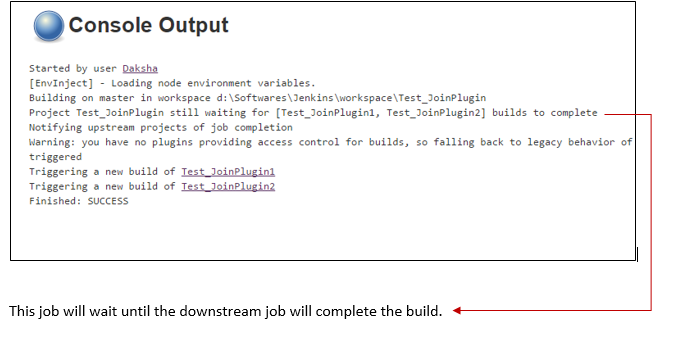 Console Output
Started by user Daksha
[EnvInject] - Loading node environment variables.
Building on master in workspace d:\Softwares\Jenkins\workspace\Test_JoinPlugin
Project Test_JoinPlugin still waiting for [Test_JoinPlugin1, Test_JoinPlugin2] builds to complete
Notifying upstream projects of job completion
Warning: you have no plugins providing access control for builds, so falling back to legacy behavior of
triggered
Triggering a new build of Test_JoinPlugin1
Triggering a new build of Test_JoinPlugin2
Finished: SUCCESS
This job will wait until the downstream job will complete the build.